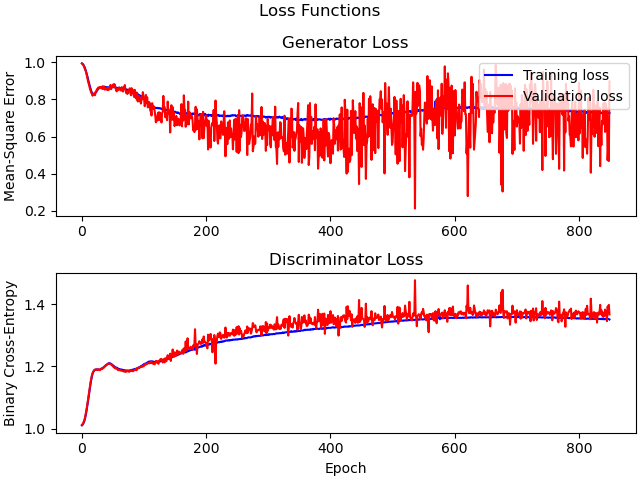 Loss Functions
Generator Loss
Mean-Square Error
1.0
0.8
0.6
0.4
0.2
0 200 400 600 800
Training loss
Validation loss
Discriminator Loss
Binary Cross-Entropy
1.4
1.2
1.0
0 200 400 600 800
Epoch